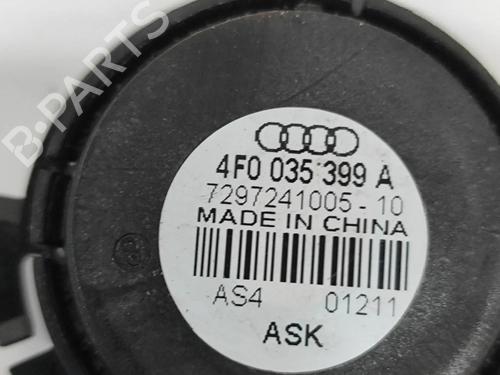 B-PARTS
4F0 035 399 A
7297241005-10
MADE IN CHINA
AS4 01211
ASK